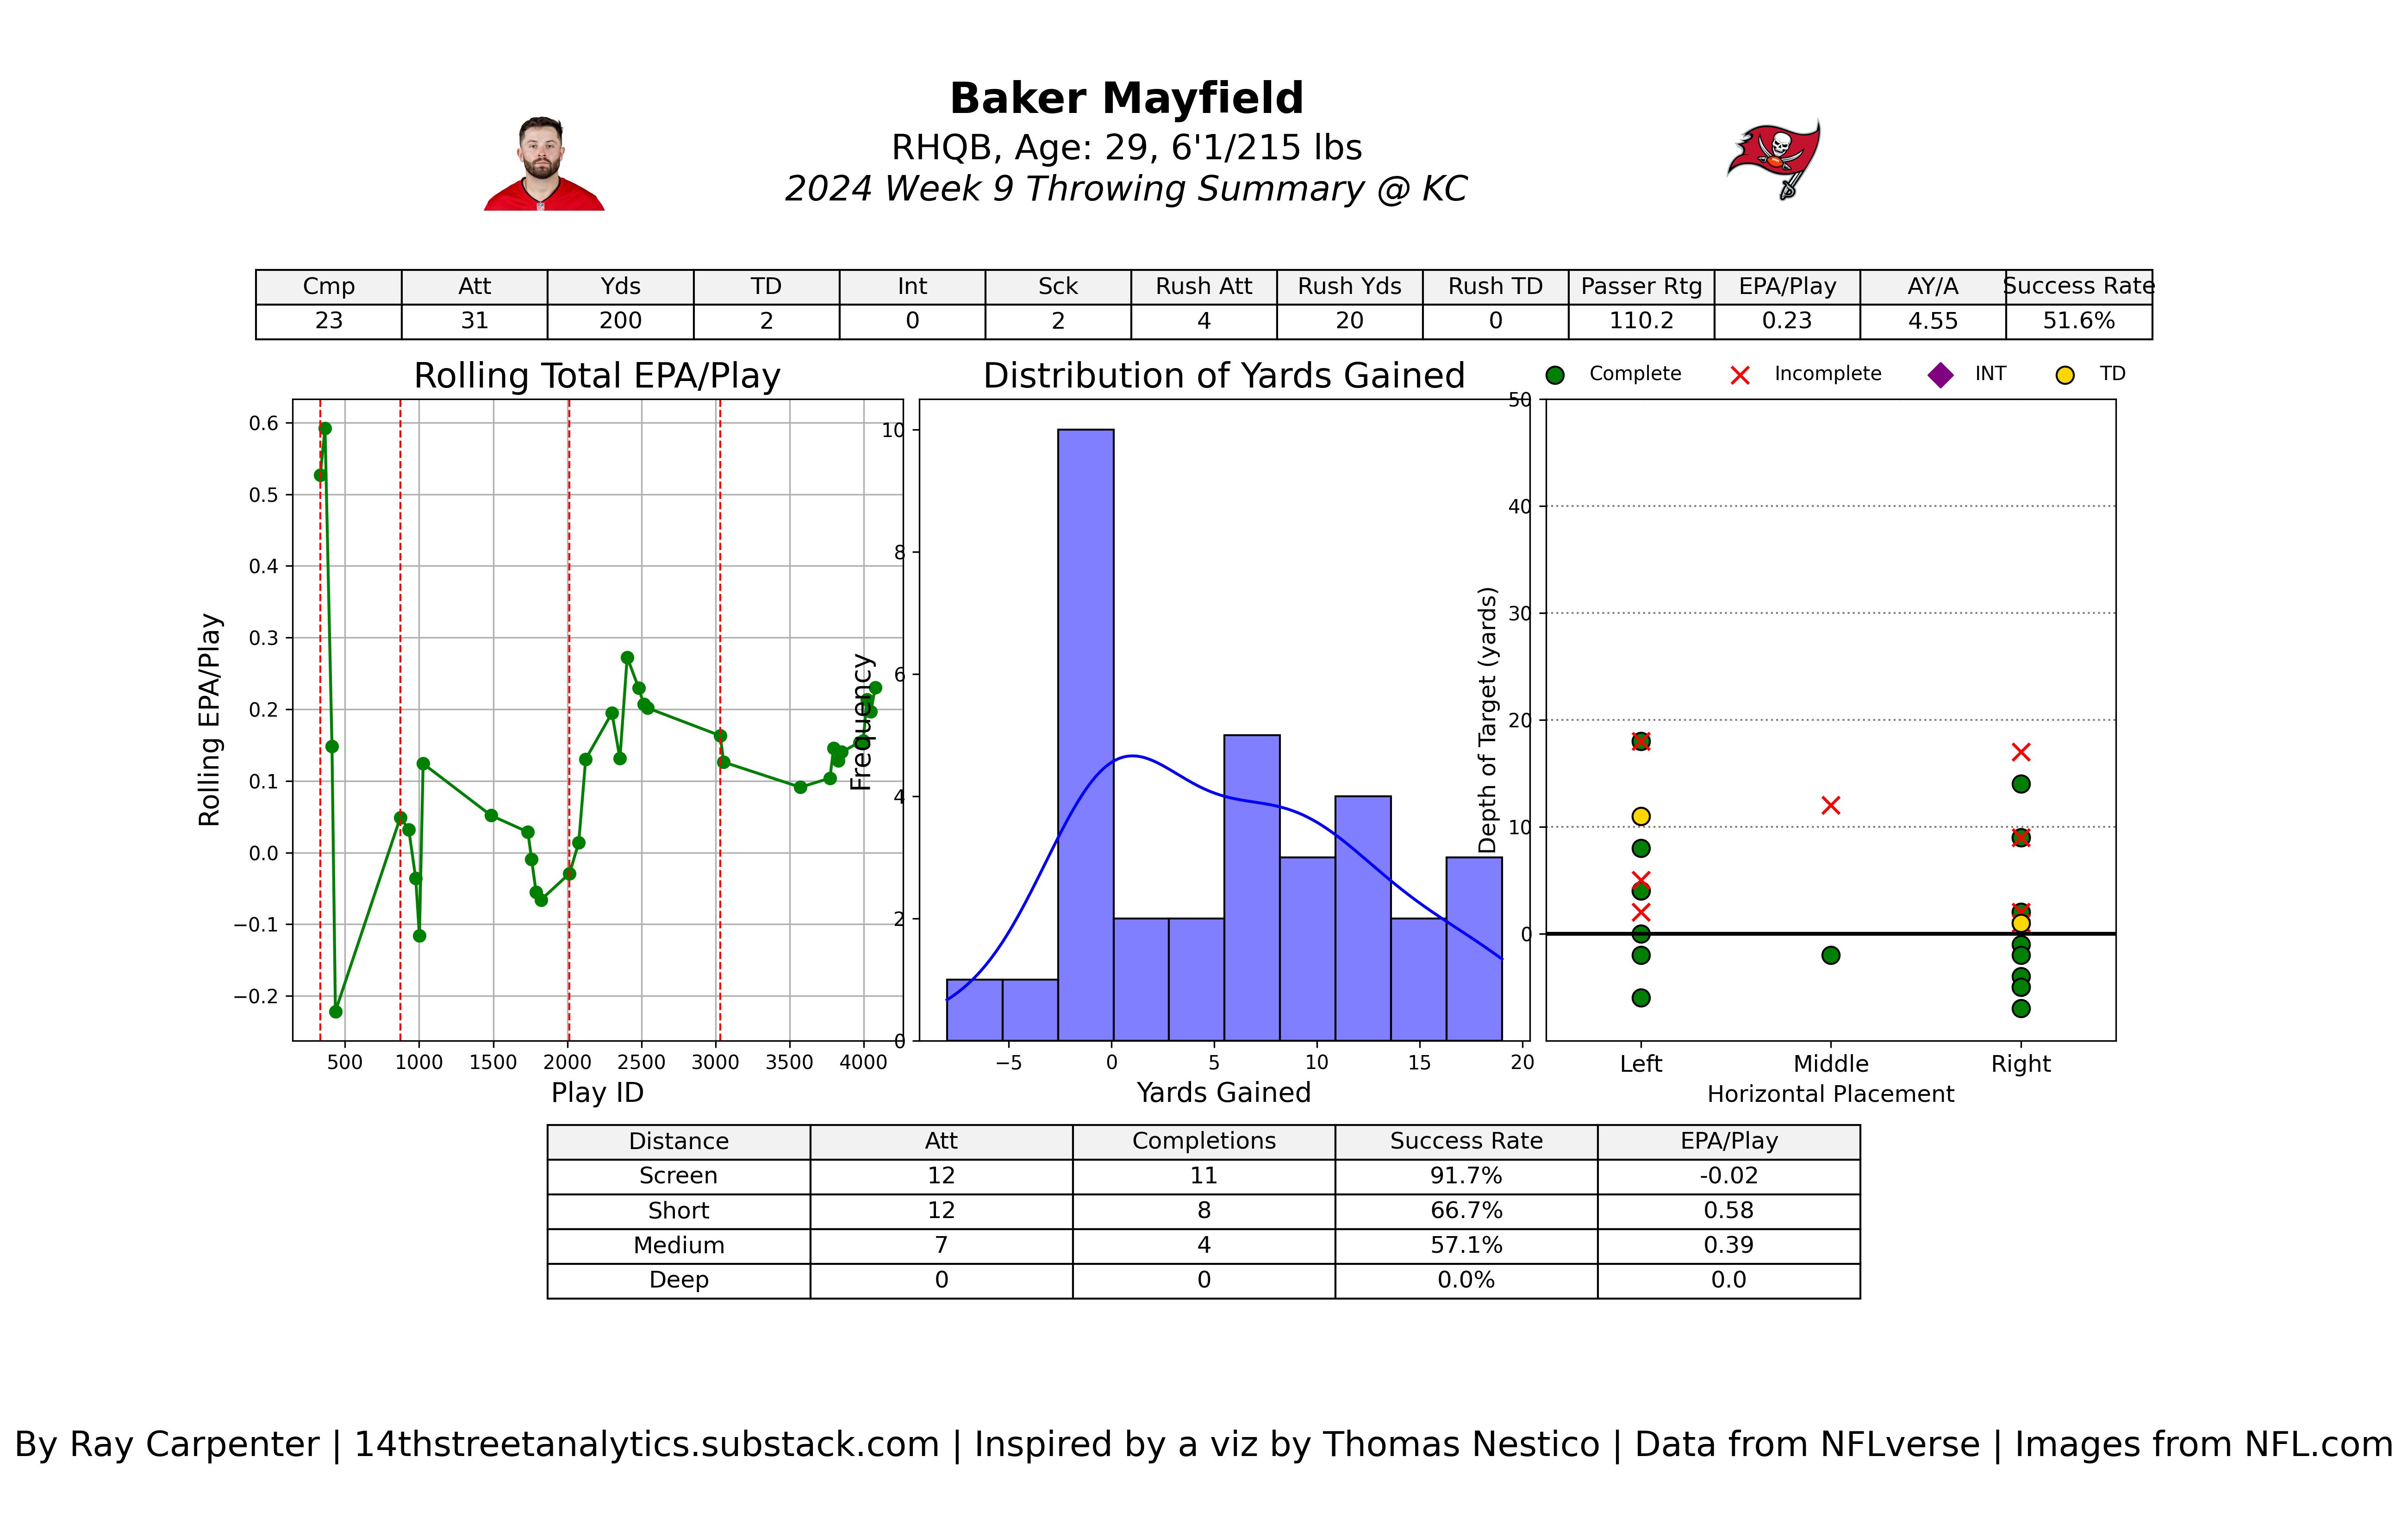 Baker Mayfield
RHQB, Age: 29, 6'1/215 lbs
2024 Week 9 Throwing Summary @ KC
Cmp Att Yds TD Int Sck Rush Att Rush Yds Rush TD Passer Rtg EPA/Play AY/A Success Rate
23 31 200 2 0 2 4 20 0 110.2 0.23 4.55 51.6%
Rolling Total EPA/Play
0.6
0.5
0.4
0.3
0.2
0.1
0.0
−0.1
−0.2
Rolling EPA/Play
500 1000 1500 2000 2500 3000 3500 4000
Play ID
Distribution of Yards Gained
10
8
6
4
2
0
Frequency
−5 0 5 10 15 20
Yards Gained
Complete Incomplete INT TD
50
40
30
20
10
0
Depth of Target (yards)
Left Middle Right
Horizontal Placement
Distance Att Completions Success Rate EPA/Play
Screen 12 11 91.7% -0.02
Short 12 8 66.7% 0.58
Medium 7 4 57.1% 0.39
Deep 0 0 0.0% 0.0
By Ray Carpenter | 14thstreetanalytics.substack.com | Inspired by a viz by Thomas Nestico | Data from NFLverse | Images from NFL.com